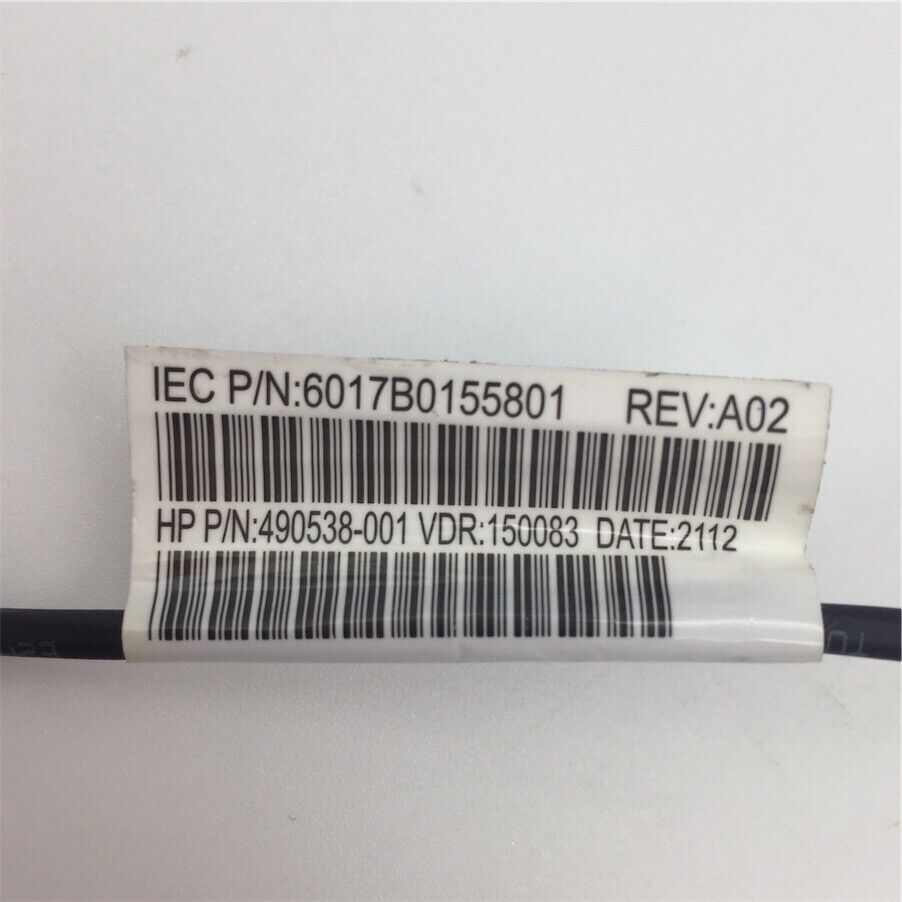 IEC P/N:6017B0155801 REV:A02
HP P/N:490538-001 VDR:150083 DATE:2112